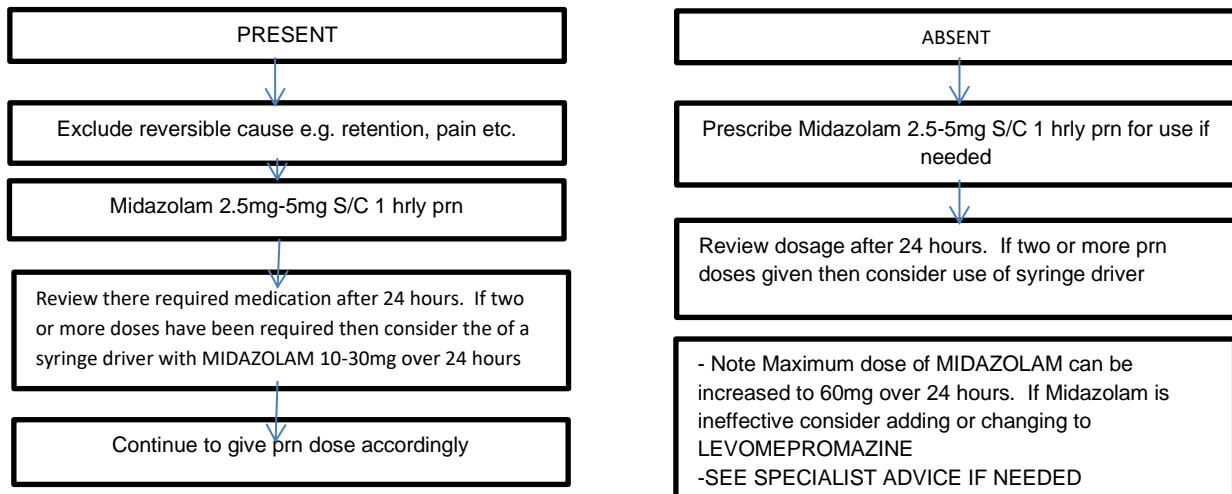 PRESENT
Exclude reversible cause e.g. retention, pain etc.
Midazolam 2.5mg-5mg S/C 1 hrly prn
Review there required medication after 24 hours.  If two
or more doses have been required then consider the of a
syringe driver with MIDAZOLAM 10-30mg over 24 hours
Continue to give prn dose accordingly
ABSENT
Prescribe Midazolam 2.5-5mg S/C 1 hrly prn for use if
needed
Review dosage after 24 hours.  If two or more prn
doses given then consider use of syringe driver
- Note Maximum dose of MIDAZOLAM can be
increased to 60mg over 24 hours.  If Midazolam is
ineffective consider adding or changing to
LEVOMEPROMAZINE
-SEE SPECIALIST ADVICE IF NEEDED